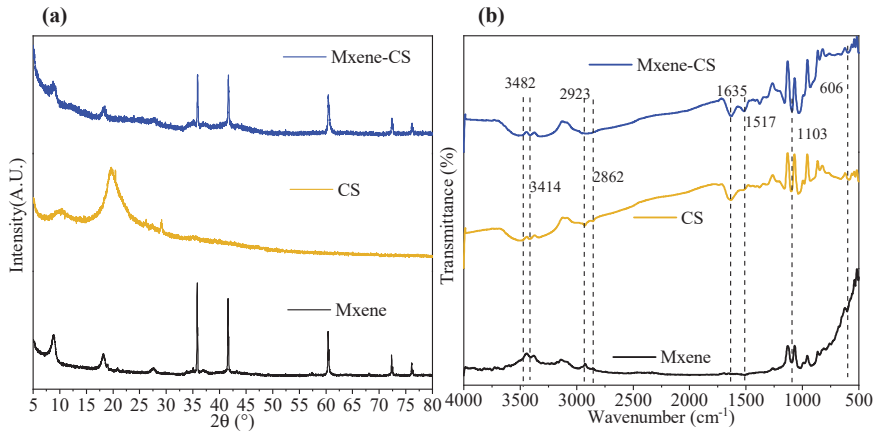 (a)
Intensity(A.U.)
Mxene-CS
CS
Mxene
5 10 15 20 25 30 35 40 45 50 55 60 65 70 75 80
2θ (°)
(b)
Transmittance (%)
Mxene-CS
3482 2923 1635 606
1517
1103
3414 2862
CS
Mxene
4000 3500 3000 2500 2000 1500 1000 500
Wavenumber (cm⁻¹)